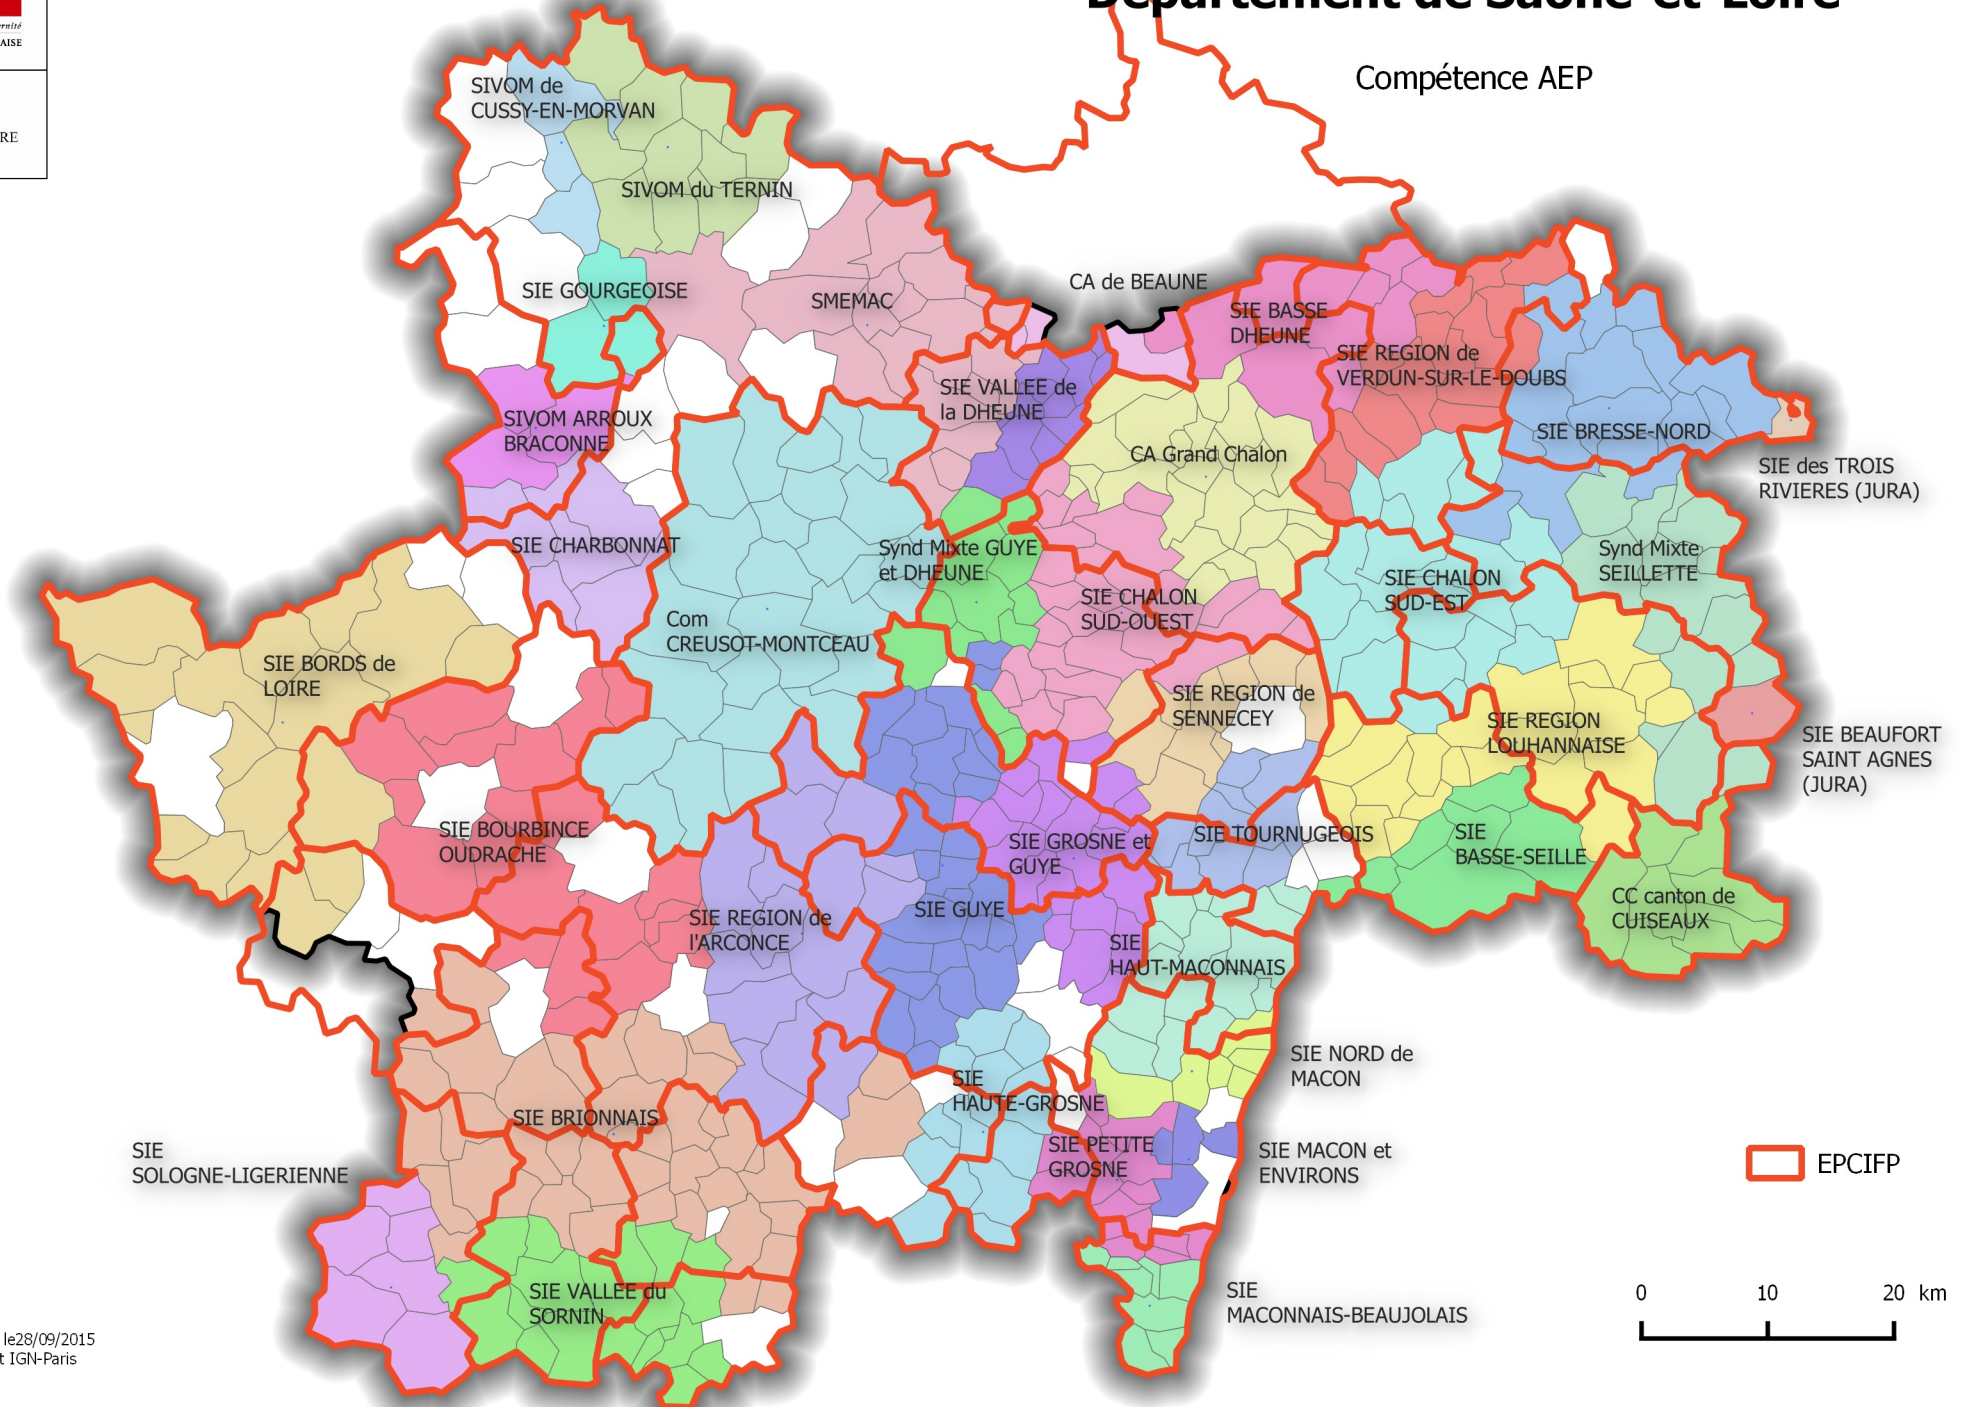 Département de Saône-et-Loire
Compétence AEP
AISE
RE
SIVOM de
CUSSY-EN-MORVAN
SIVOM du TERNIN
SIE GOURGEOISE
SMEMAC
CA de BEAUNE
SIE BASSE
DHEUNE
SIE REGION de
VERDUN-SUR-LE-DOUBS
SIE VALLEE de
la DHEUNE
SIVOM ARROUX
BRACONNE
CA Grand Chalon
SIE BRESSE-NORD
SIE des TROIS
RIVIERES (JURA)
SIE CHARBONNAT
Synd Mixte GUYE
et DHEUNE
Synd Mixte
SEILLETTE
SIE CHALON
SUD-EST
SIE CHALON
SUD-OUEST
Com
CREUSOT-MONTCEAU
SIE BORDS de
LOIRE
SIE REGION de
SENNECEY
SIE REGION
LOUHANNAISE
SIE BEAUFORT
SAINT AGNES
(JURA)
SIE BOURBINCE
OUDRACHE
SIE GROSNE et
GUYE
SIE TOURNUGEOIS
SIE
BASSE-SEILLE
SIE REGION de
l'ARCONCE
SIE GUYE
CC canton de
CUISEAUX
SIE
HAUT-MACONNAIS
SIE NORD de
MACON
SIE
HAUTE-GROSNE
SIE BRIONNAIS
SIE PETITE
GROSNE
SIE MACON et
ENVIRONS
SIE
SOLOGNE-LIGERIENNE
EPCIFP
SIE VALLEE du
SORNIN
SIE
MACONNAIS-BEAUJOLAIS
0 10 20 km
le28/09/2015
t IGN-Paris